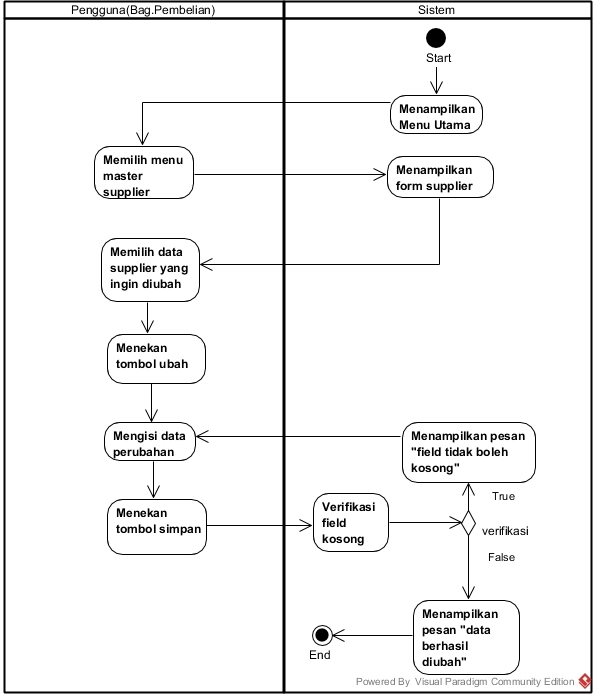 Pengguna(Bag.Pembelian)
Sistem
Start
Menampilkan
Menu Utama
Memilih menu
master
supplier
Menampilkan
form supplier
Memilih data
supplier yang
ingin diubah
Menekan
tombol ubah
Mengisi data
perubahan
Menampilkan pesan
"field tidak boleh
kosong"
True
Menekan
tombol simpan
Verifikasi
field
kosong
verifikasi
False
Menampilkan
pesan "data
berhasil
diubah"
End
Powered By Visual Paradigm Community Edition